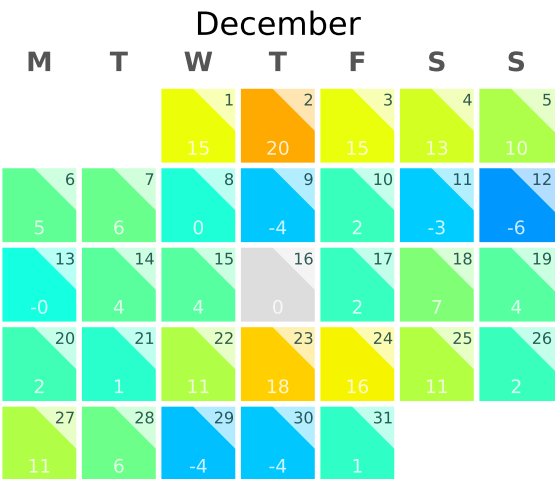 December
M T W T F S S
1 2 3 4 5
15 20 15 13 10
6 7 8 9 10 11 12
5 6 0 -4 2 -3 -6
13 14 15 16 17 18 19
-0 4 4 0 2 7 4
20 21 22 23 24 25 26
2 1 11 18 16 11 2
27 28 29 30 31
11 6 -4 -4 1